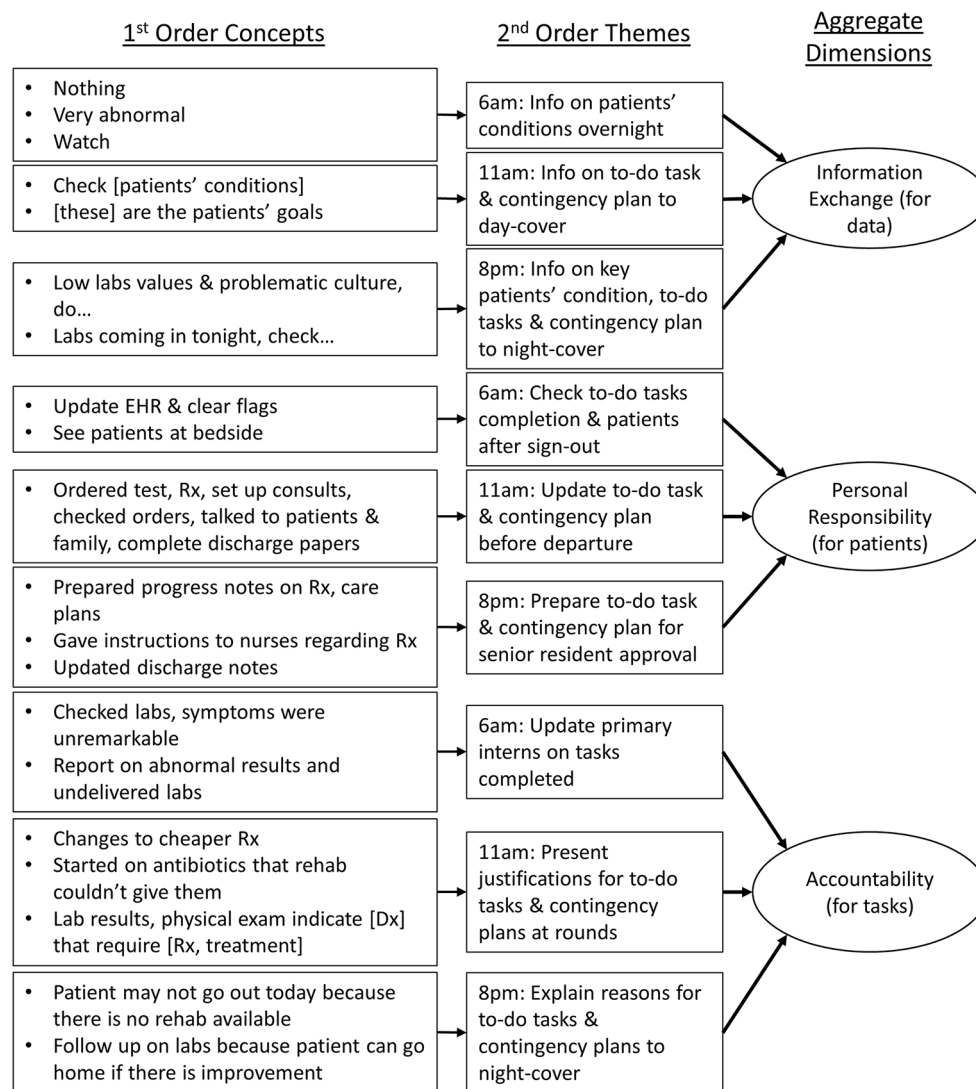 1st Order Concepts
2nd Order Themes
Aggregate
Dimensions
• Nothing
• Very abnormal
• Watch
6am: Info on patients’
conditions overnight
• Check [patients’ conditions]
• [these] are the patients’ goals
11am: Info on to-do task
& contingency plan to
day-cover
• Low labs values & problematic culture,
do…
• Labs coming in tonight, check…
8pm: Info on key
patients’ condition, to-do
tasks & contingency plan
to night-cover
Information
Exchange (for
data)
• Update EHR & clear flags
• See patients at bedside
6am: Check to-do tasks
completion & patients
after sign-out
• Ordered test, Rx, set up consults,
checked orders, talked to patients &
family, complete discharge papers
11am: Update to-do task
& contingency plan
before departure
• Prepared progress notes on Rx, care
plans
• Gave instructions to nurses regarding Rx
• Updated discharge notes
8pm: Prepare to-do task
& contingency plan for
senior resident approval
Personal
Responsibility
(for patients)
• Checked labs, symptoms were
unremarkable
• Report on abnormal results and
undelivered labs
6am: Update primary
interns on tasks
completed
• Changes to cheaper Rx
• Started on antibiotics that rehab
couldn’t give them
• Lab results, physical exam indicate [Dx]
that require [Rx, treatment]
11am: Present
justifications for to-do
tasks & contingency
plans at rounds
• Patient may not go out today because
there is no rehab available
• Follow up on labs because patient can go
home if there is improvement
8pm: Explain reasons for
to-do tasks &
contingency plans to
night-cover
Accountability
(for tasks)